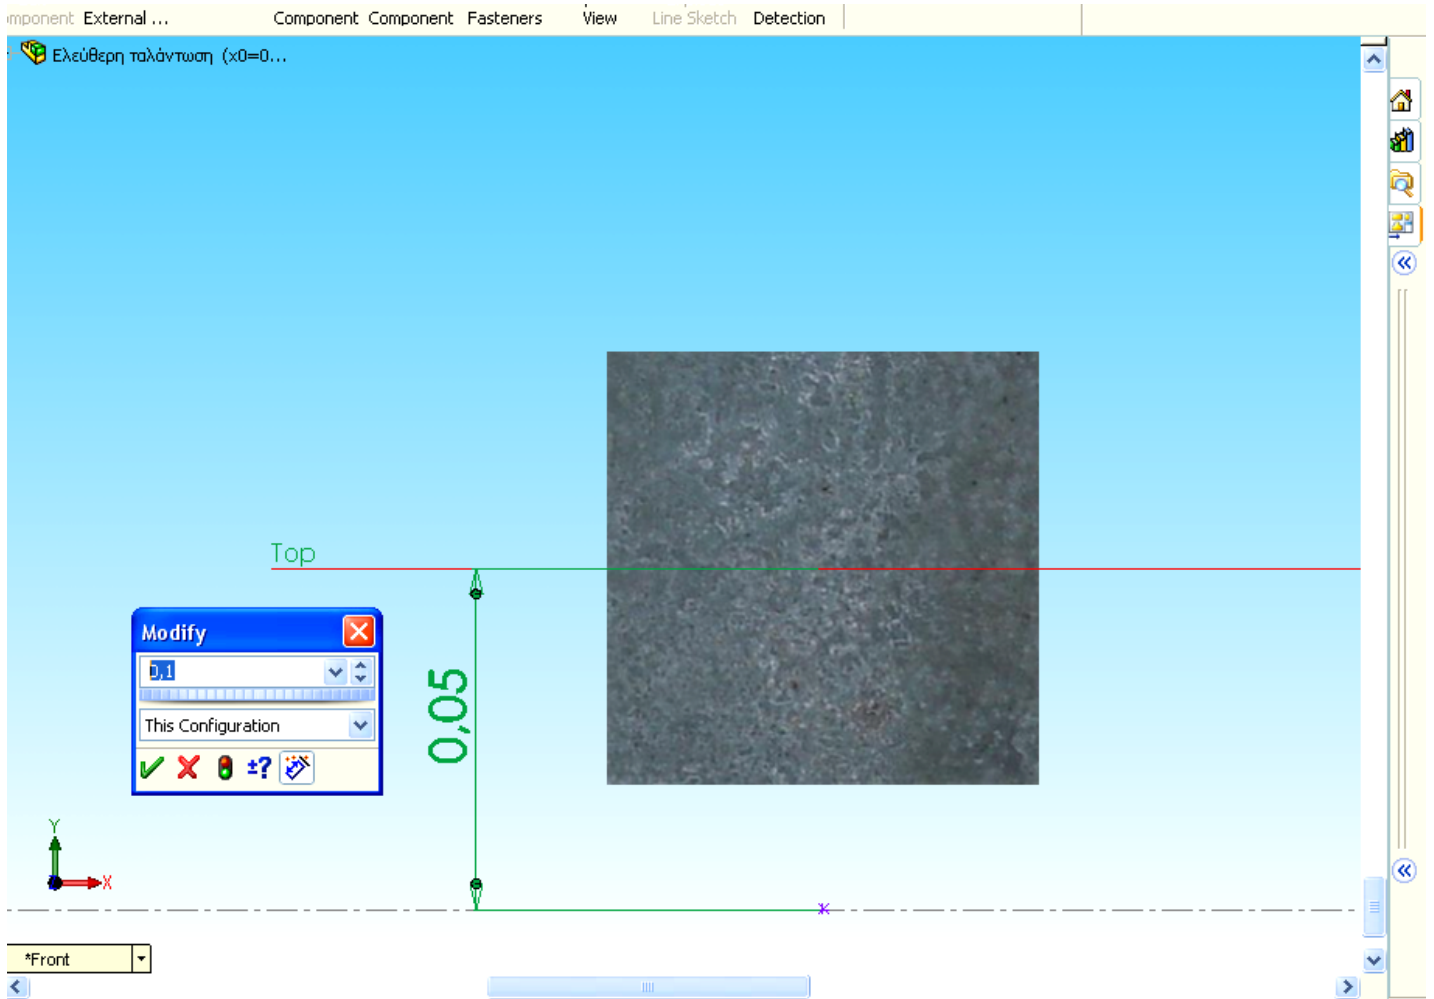 External ...
Component Component Fasteners View Line Sketch Detection
Ελεύθερη ταλάντωση (x0=0...
Top
Modify
0,1
This Configuration
±?
0,05
Y
X
*Front